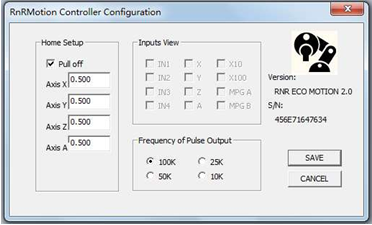 RnRMotion Controller Configuration
Home Setup
Pull off
Axis X 0.500
Axis Y 0.500
Axis Z 0.500
Axis A 0.500
Inputs View
IN1 X X10
IN2 Y X100
IN3 Z MPG A
IN4 A MPG B
Frequency of Pulse Output
100K 25K
50K 10K
Version:
RNR ECO MOTION 2.0
S/N:
456E71647634
SAVE
CANCEL